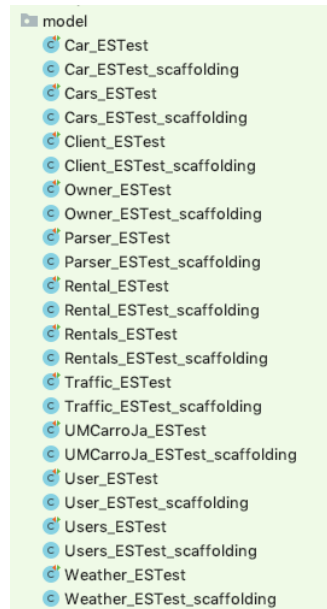 model
Car_ESTest
Car_ESTest_scaffolding
Cars_ESTest
Cars_ESTest_scaffolding
Client_ESTest
Client_ESTest_scaffolding
Owner_ESTest
Owner_ESTest_scaffolding
Parser_ESTest
Parser_ESTest_scaffolding
Rental_ESTest
Rental_ESTest_scaffolding
Rentals_ESTest
Rentals_ESTest_scaffolding
Traffic_ESTest
Traffic_ESTest_scaffolding
UMCarroJa_ESTest
UMCarroJa_ESTest_scaffolding
User_ESTest
User_ESTest_scaffolding
Users_ESTest
Users_ESTest_scaffolding
Weather_ESTest
Weather_ESTest_scaffolding